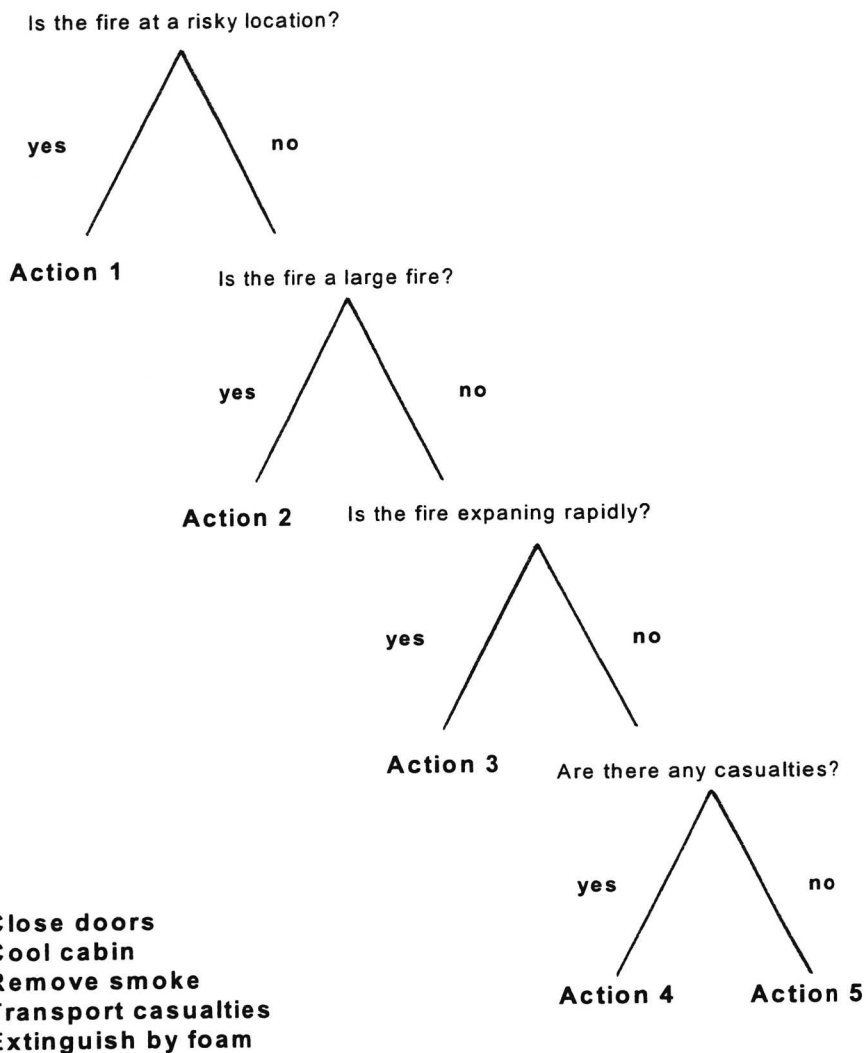 Is the fire at a risky location?
yes
no
Action 1
Is the fire a large fire?
yes
no
Action 2
Is the fire expaning rapidly?
yes
no
Action 3
Are there any casualties?
yes
no
Action 4
Action 5
Close doors
Cool cabin
Remove smoke
Transport casualties
Extinguish by foam